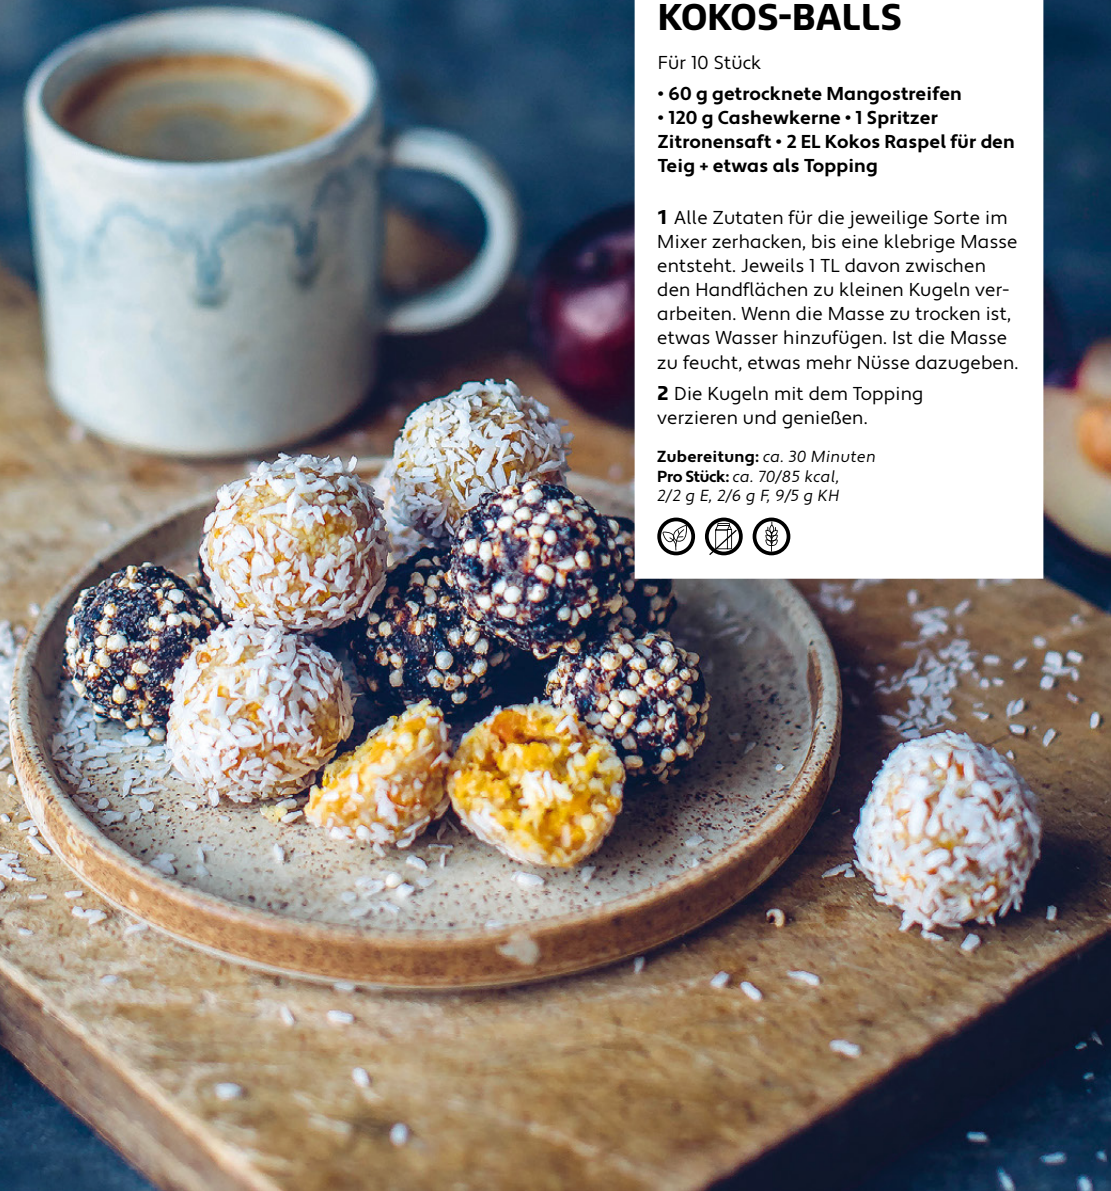 KOKOS-BALLS
Für 10 Stück
• 60 g getrocknete Mangostreifen
• 120 g Cashewkerne • 1 Spritzer
Zitronensaft • 2 EL Kokos Raspel für den
Teig + etwas als Topping
1 Alle Zutaten für die jeweilige Sorte im
Mixer zerhacken, bis eine klebrige Masse
entsteht. Jeweils 1 TL davon zwischen
den Handflächen zu kleinen Kugeln ver-
arbeiten. Wenn die Masse zu trocken ist,
etwas Wasser hinzufügen. Ist die Masse
zu feucht, etwas mehr Nüsse dazugeben.
2 Die Kugeln mit dem Topping
verzieren und genießen.
Zubereitung: ca. 30 Minuten
Pro Stück: ca. 70/85 kcal,
2/2 g E, 2/6 g F, 9/5 g KH